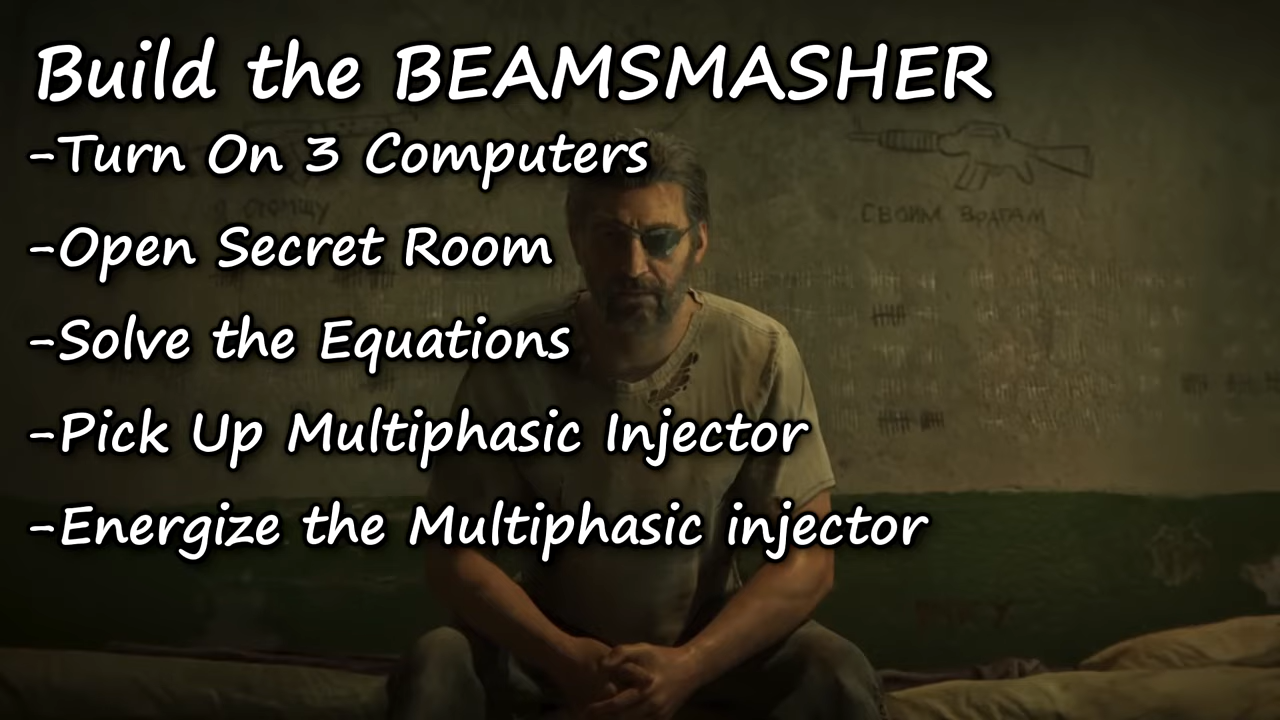 Build the BEAMSMASHER
-Turn On 3 Computers
-Open Secret Room
-Solve the Equations
-Pick Up Multiphasic Injector
-Energize the Multiphasic injector
Я ОТОМЩУ
СВОИМ ВРАГАМ